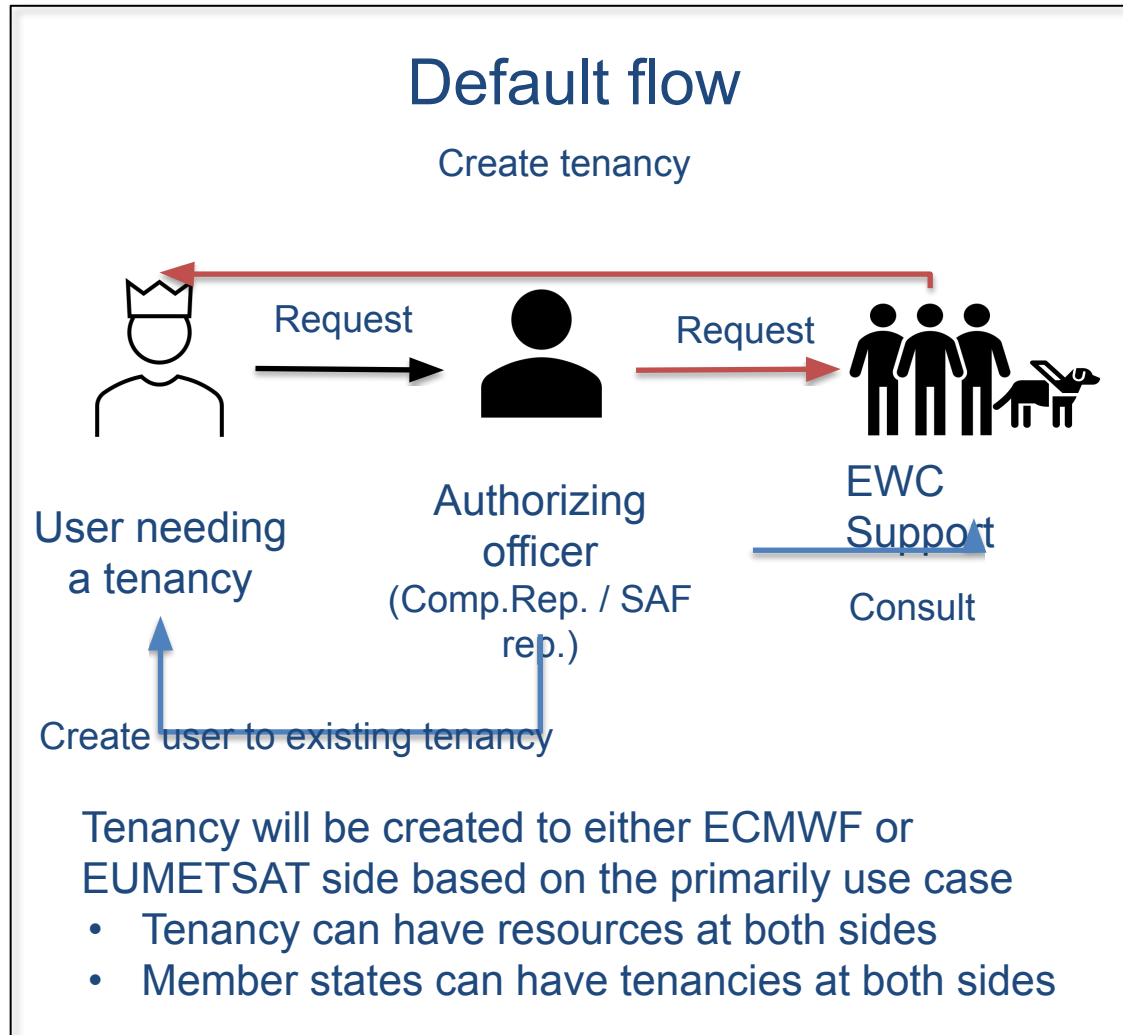 Default flow
Create tenancy
Request
Request
User needing
a tenancy
Authorizing
officer
(Comp.Rep. / SAF
rep.)
EWC
Support
Consult
Create user to existing tenancy
Tenancy will be created to either ECMWF or
EUMETSAT side based on the primarily use case
• Tenancy can have resources at both sides
• Member states can have tenancies at both sides